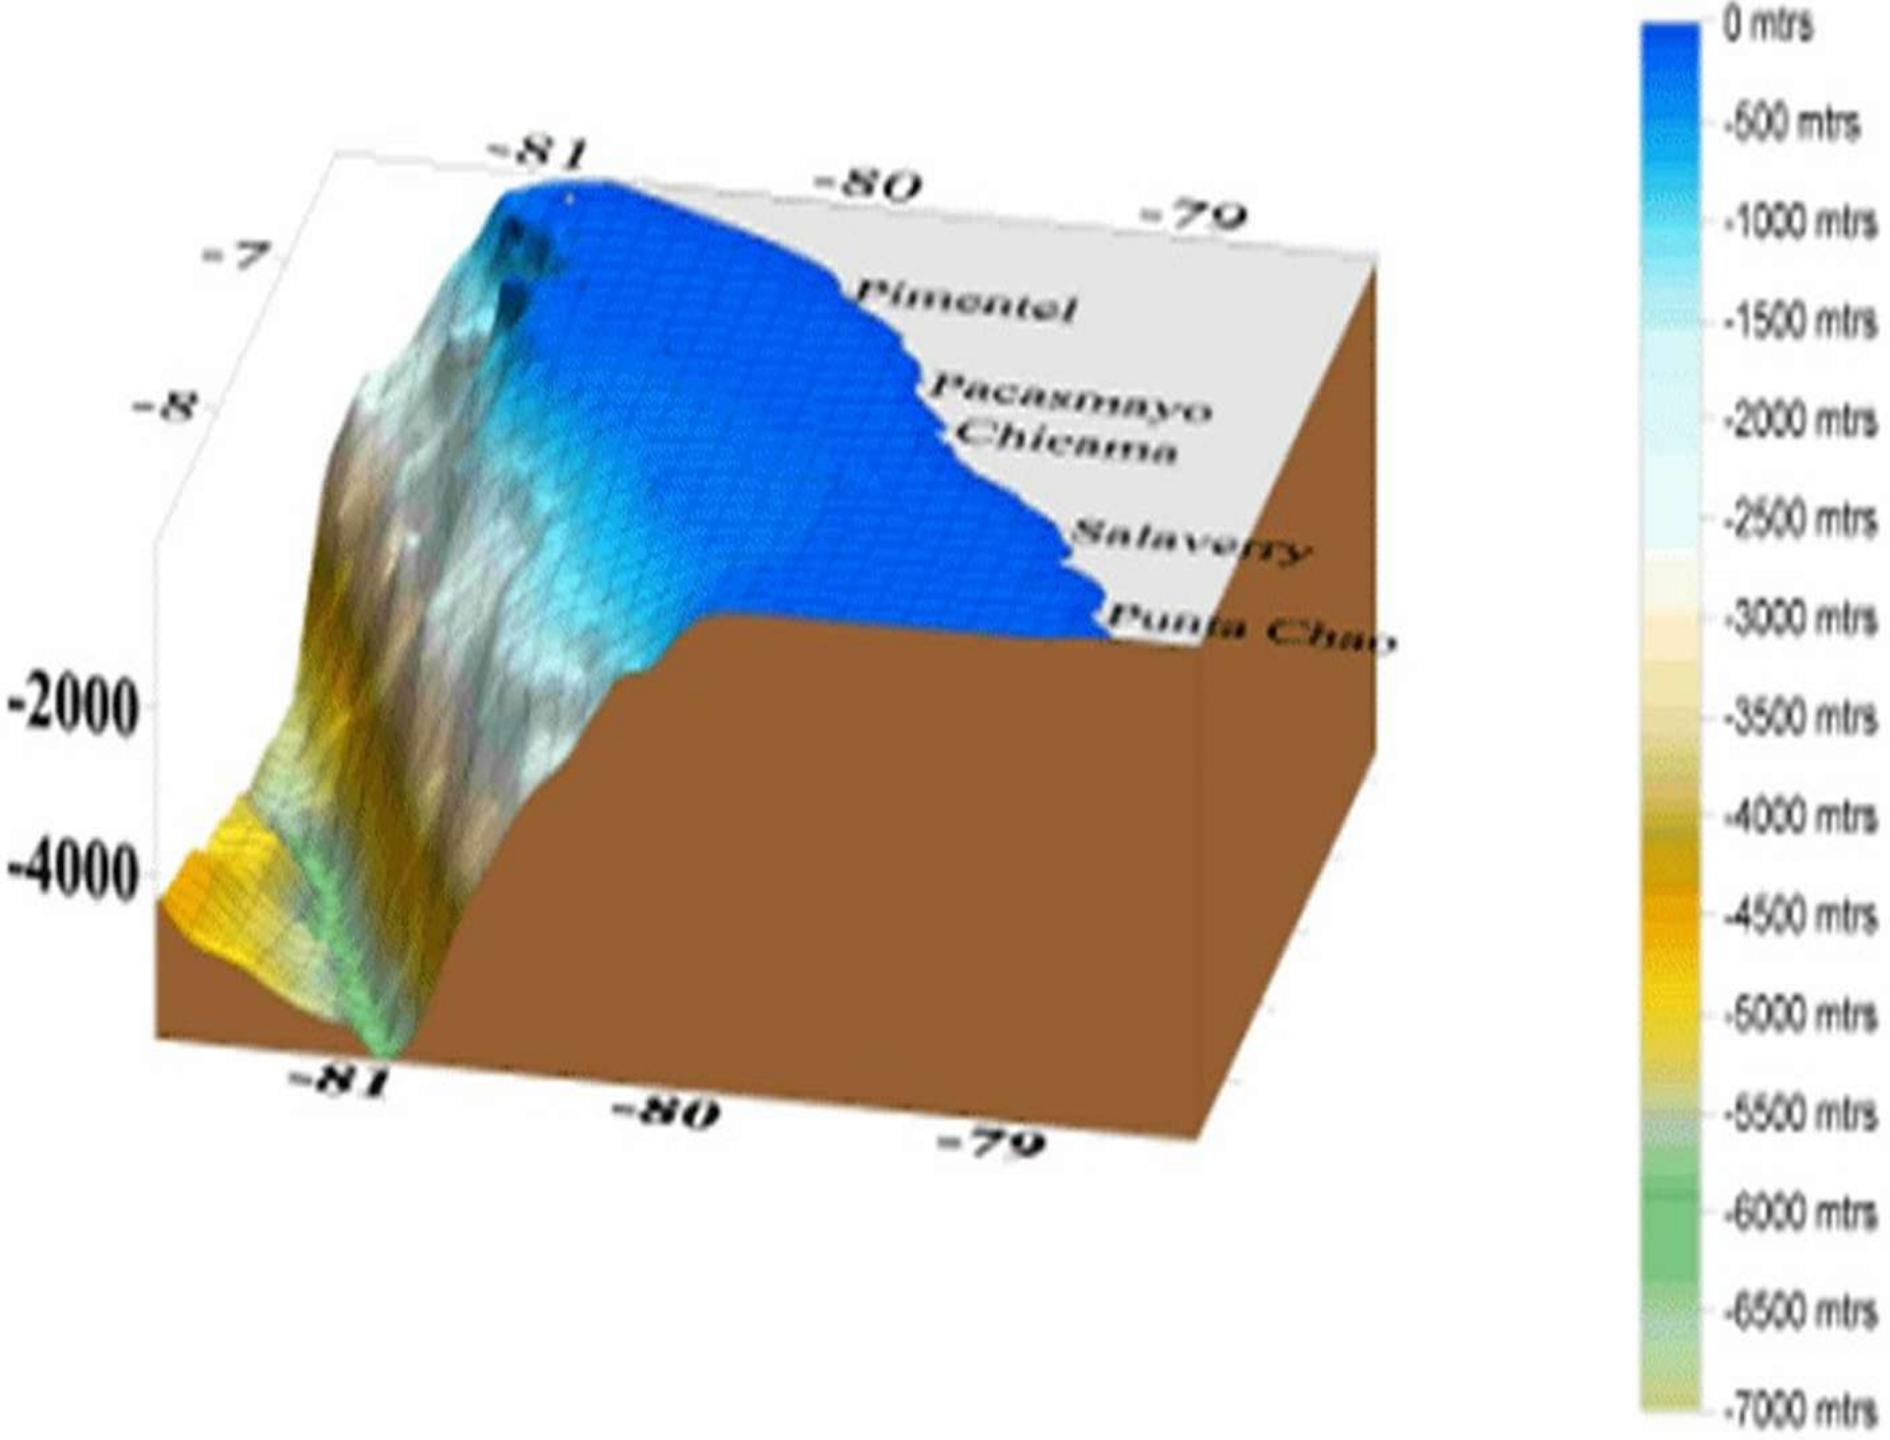 -81
-80
-79
-7
-8
Pimentel
Pacasmayo
Chicama
Salaverry
Punta Chao
-2000
-4000
-81
-80
-79
0 mtrs
-500 mtrs
-1000 mtrs
-1500 mtrs
-2000 mtrs
-2500 mtrs
-3000 mtrs
-3500 mtrs
-4000 mtrs
-4500 mtrs
-5000 mtrs
-5500 mtrs
-6000 mtrs
-6500 mtrs
-7000 mtrs